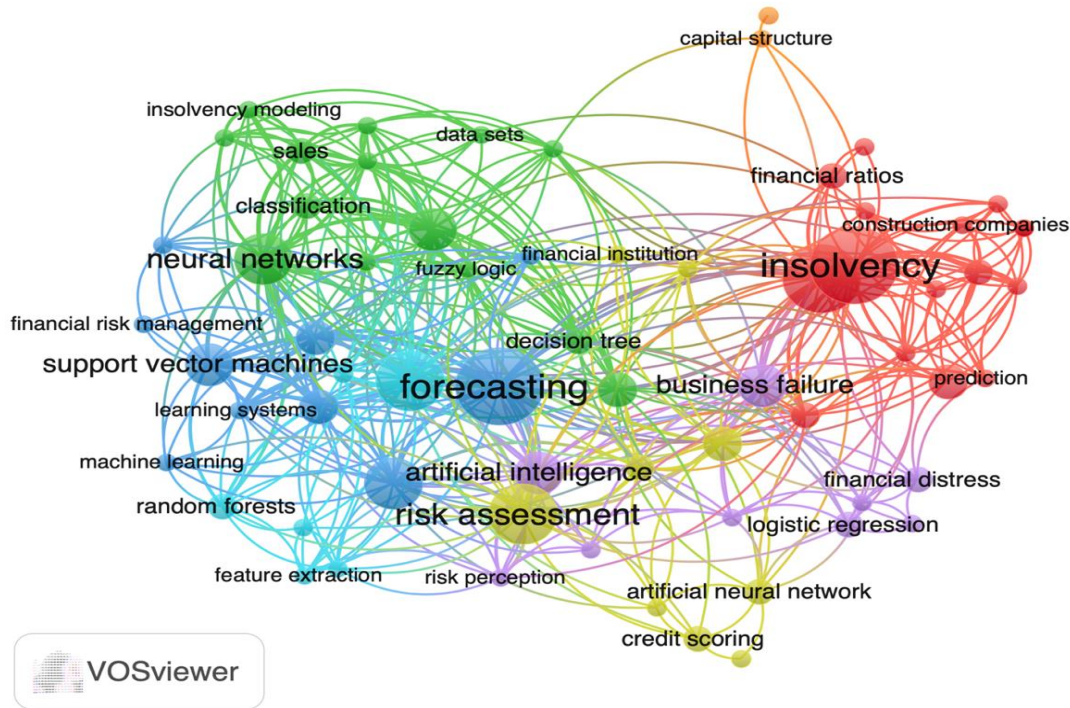 capital structure
insolvency modeling
data sets
sales
financial ratios
classification
construction companies
neural networks
fuzzy logic
financial institution
insolvency
financial risk management
decision tree
support vector machines
forecasting
business failure
prediction
learning systems
machine learning
artificial intelligence
financial distress
random forests
risk assessment
logistic regression
feature extraction
risk perception
artificial neural network
credit scoring
VOSviewer